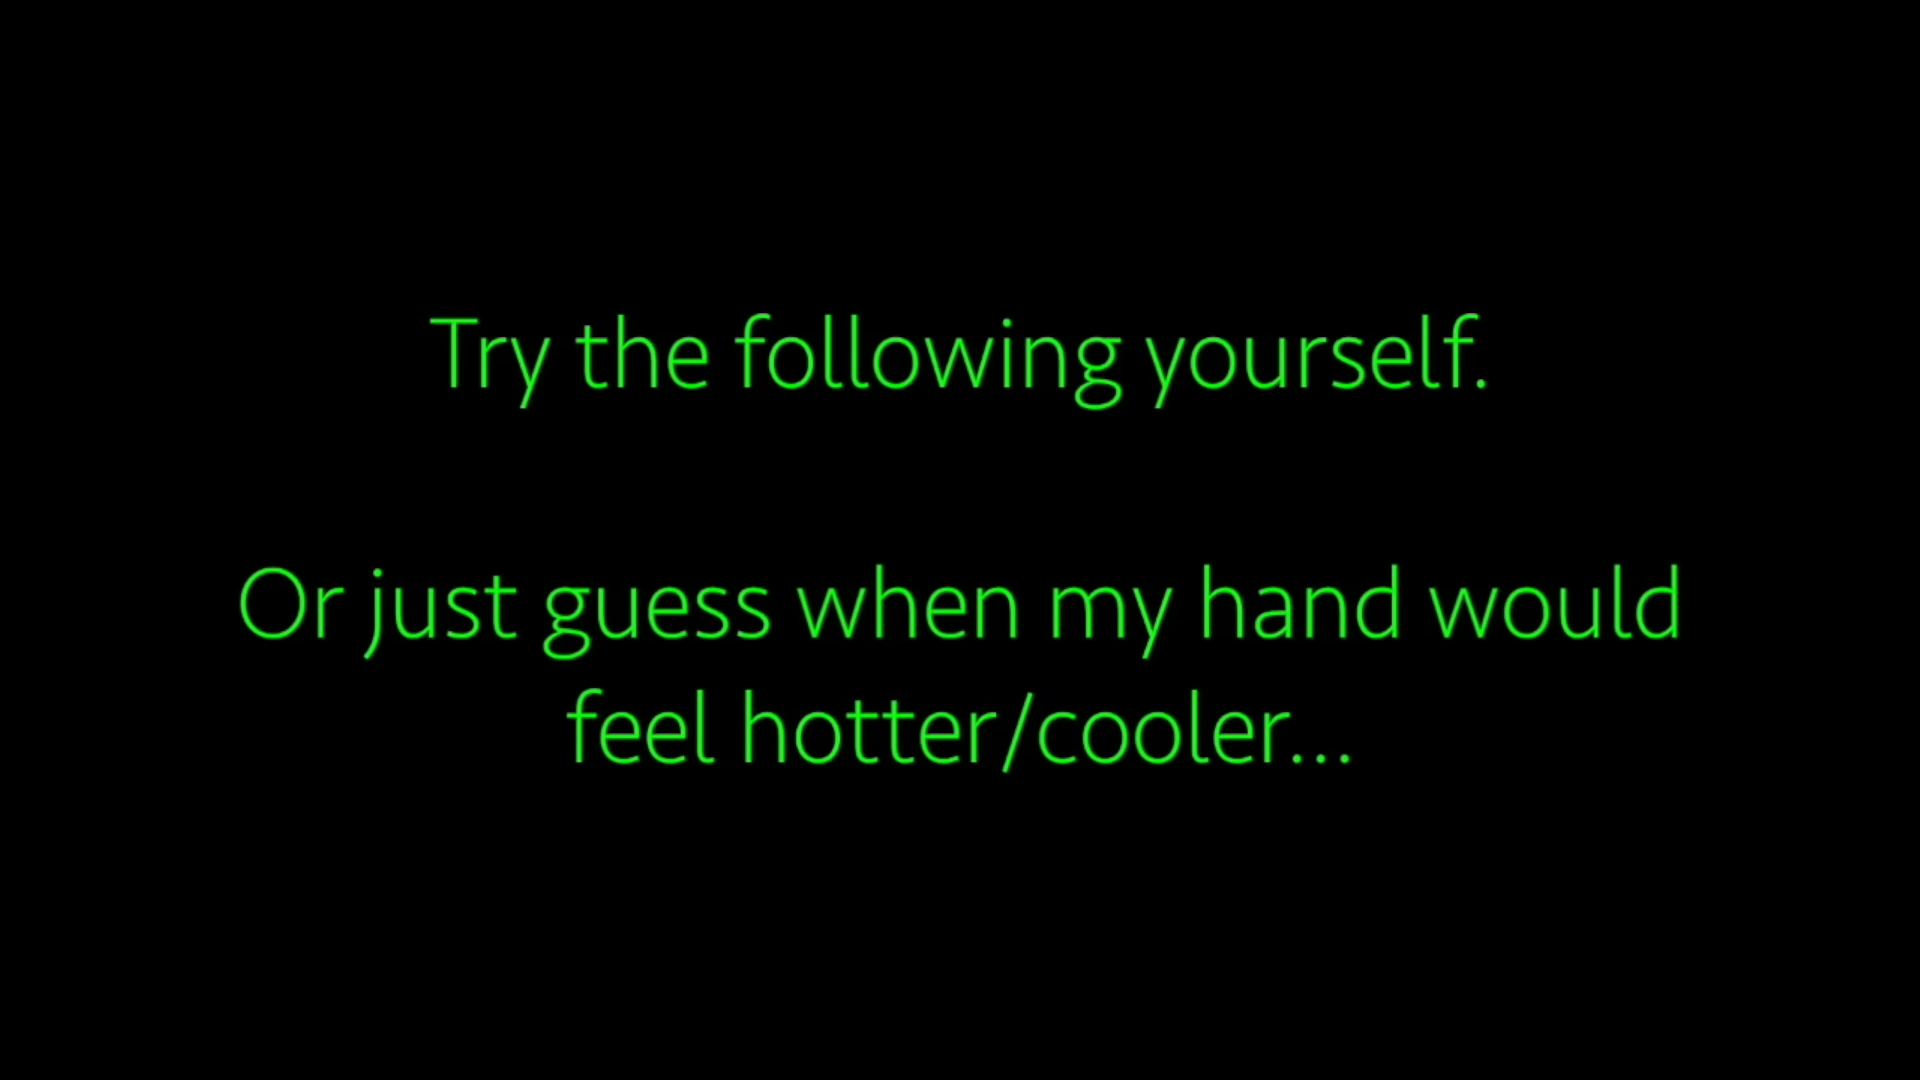 Try the following yourself.
Or just guess when my hand would
feel hotter/cooler...